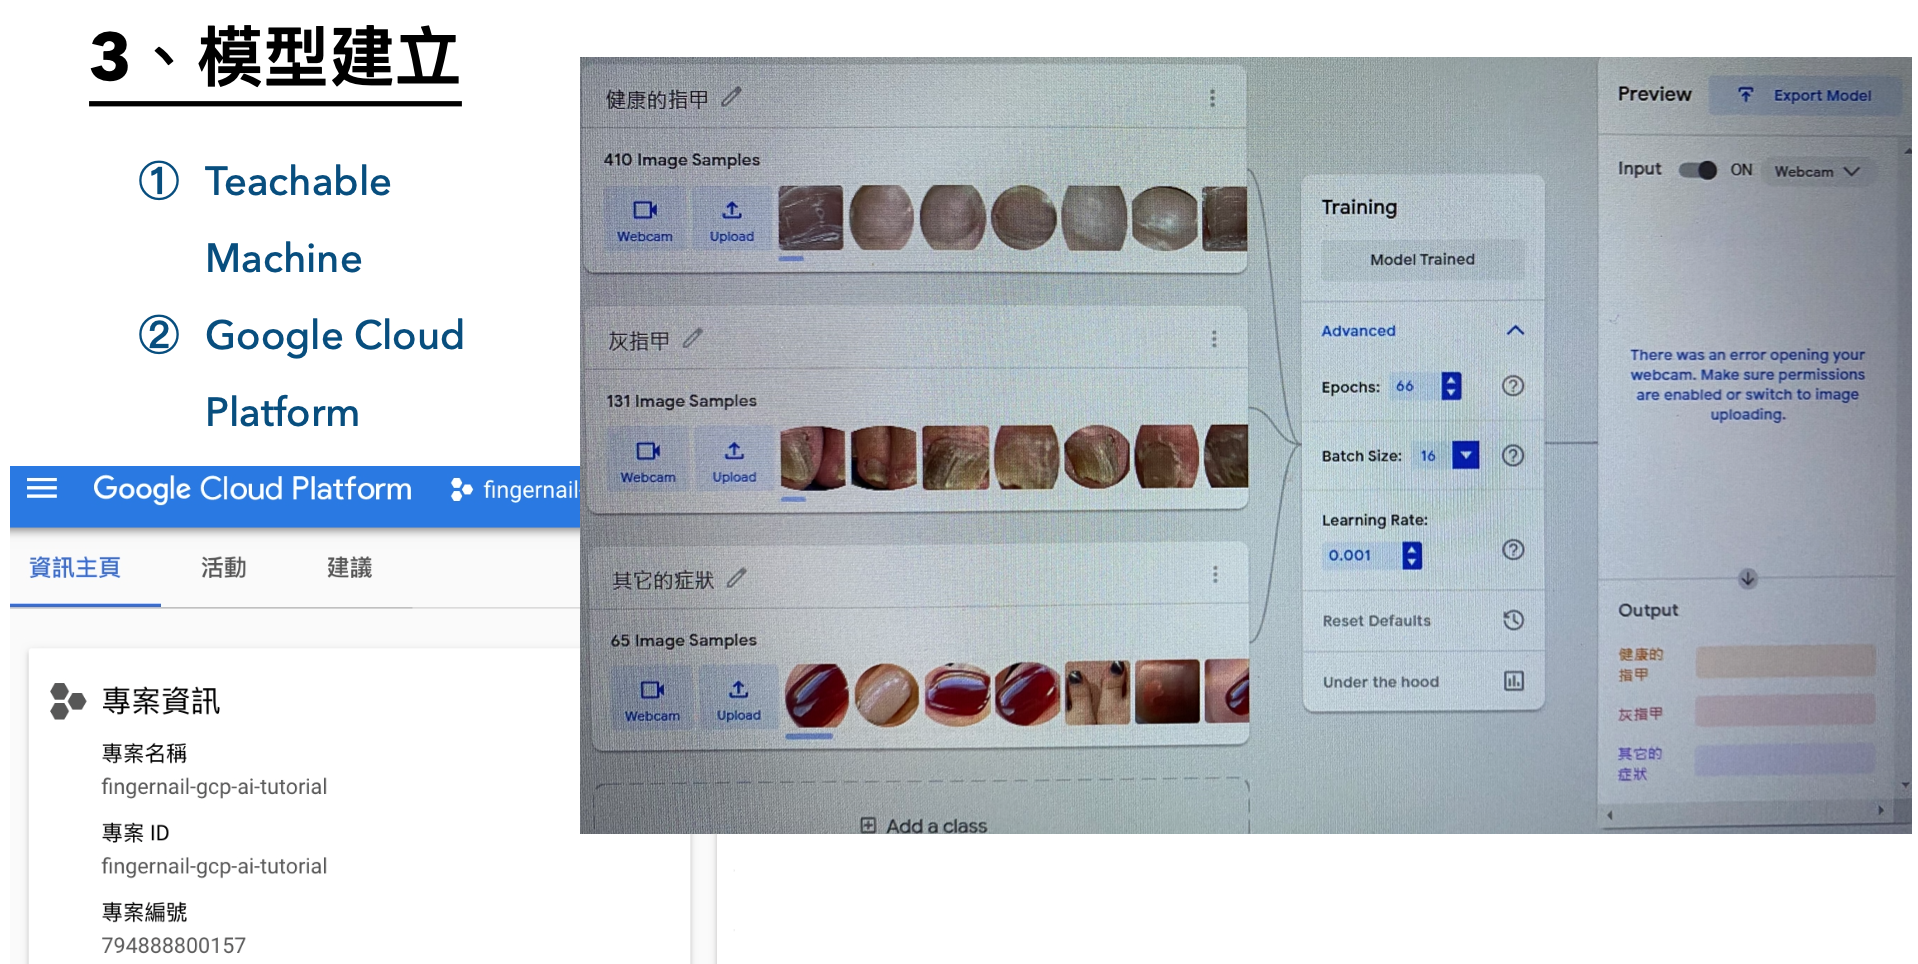 3、模型建立
① Teachable
Machine
② Google Cloud
Platform
Google Cloud Platform
fingernail-
資訊主頁
活動
建議
專案資訊
專案名稱
fingernail-gcp-ai-tutorial
專案 ID
fingernail-gcp-ai-tutorial
專案編號
794888800157
健康的指甲
410 Image Samples
Webcam
Upload
灰指甲
131 Image Samples
Webcam
Upload
其它的症狀
65 Image Samples
Webcam
Upload
Add a class
Training
Model Trained
Advanced
Epochs: 66
Batch Size: 16
Learning Rate:
0.001
Reset Defaults
Under the hood
Preview
Export Model
Input
ON
Webcam
There was an error opening your
webcam. Make sure permissions
are enabled or switch to image
uploading.
Output
健康的
指甲
灰指甲
其它的
症狀